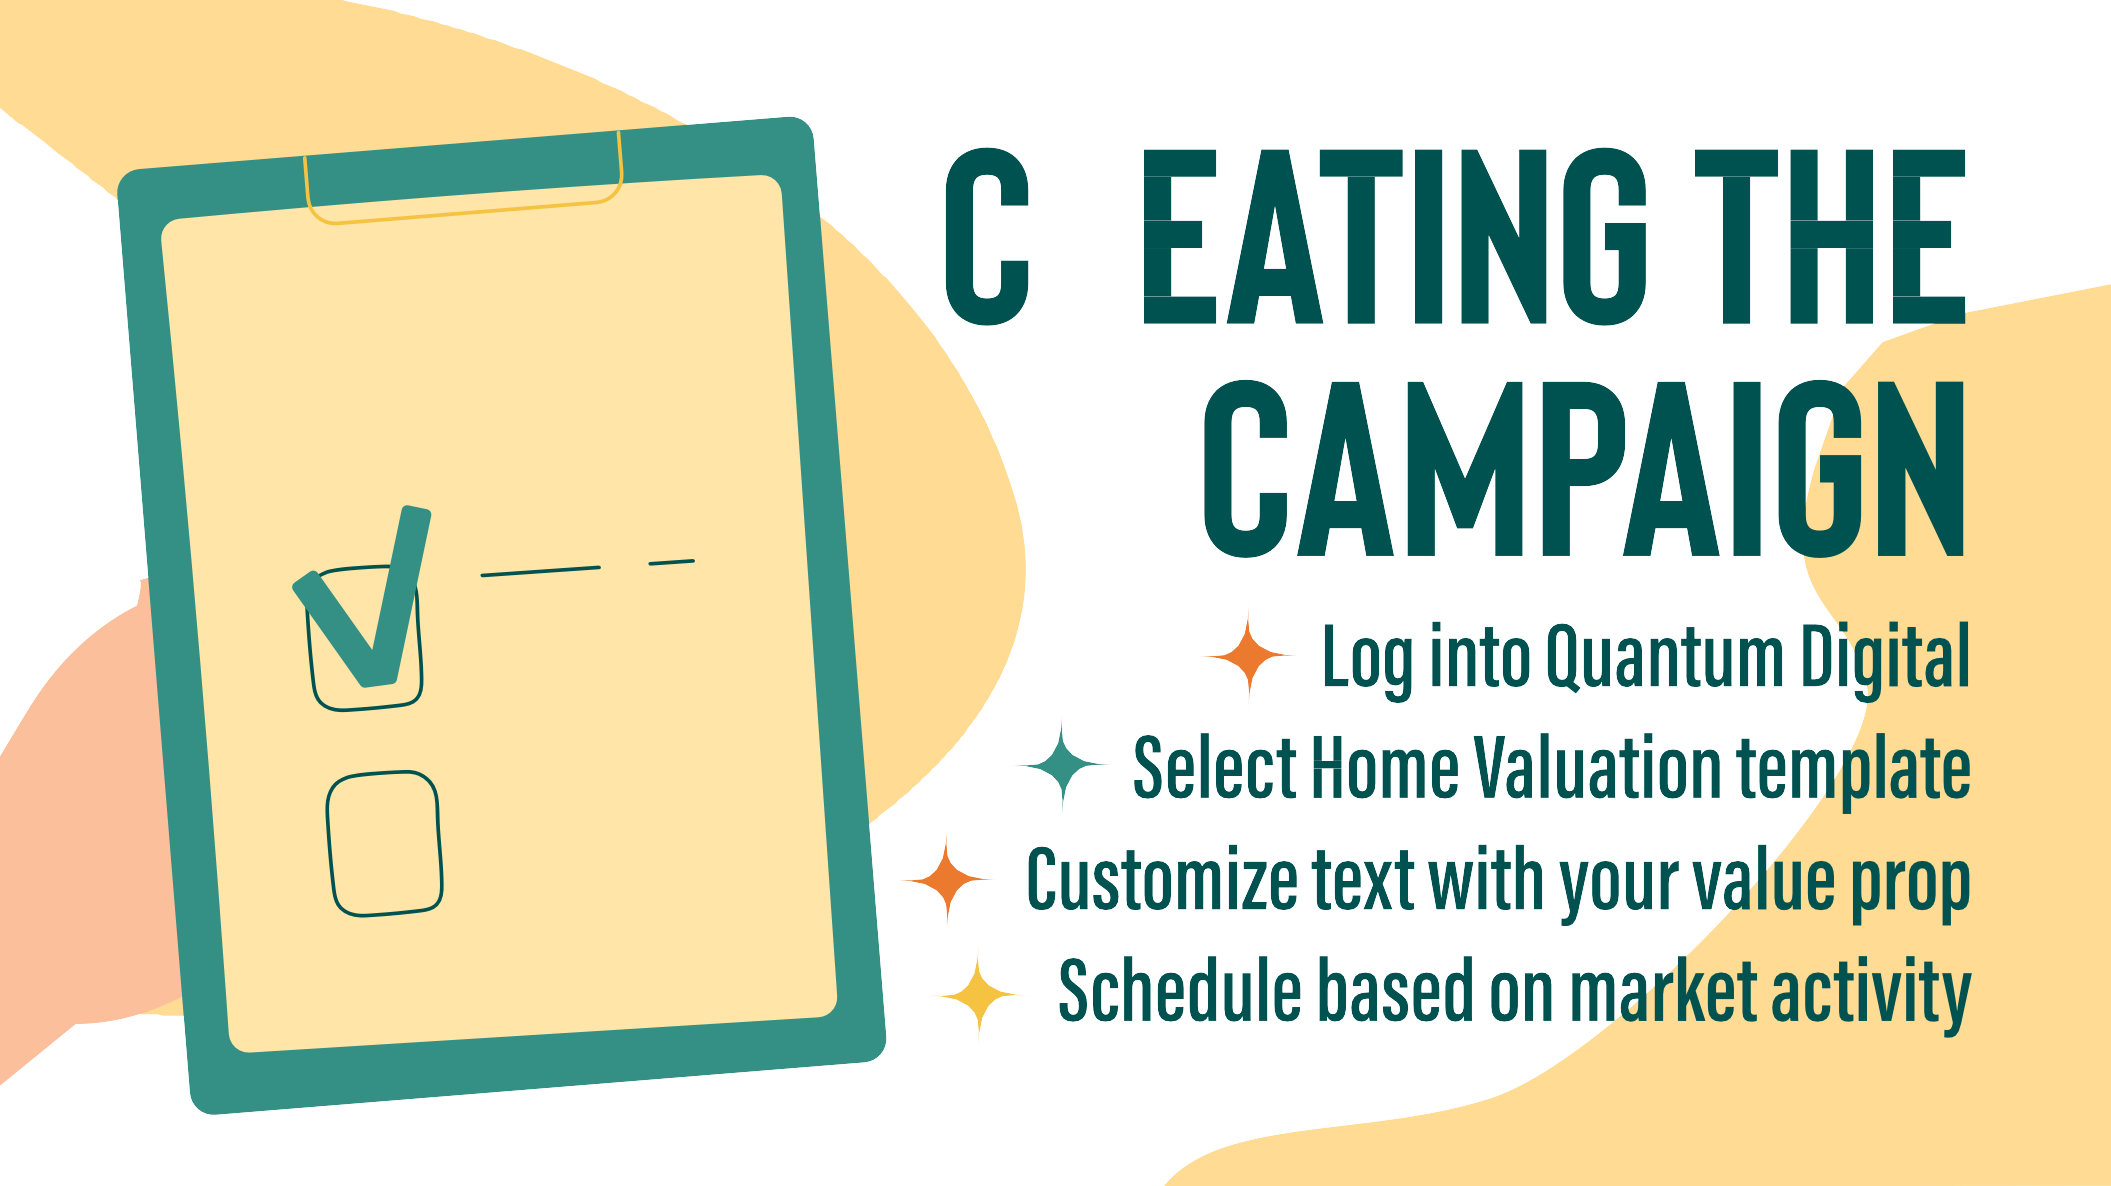 C EATING THE
CAMPAIGN
Log into Quantum Digital
Select Home Valuation template
Customize text with your value prop
Schedule based on market activity